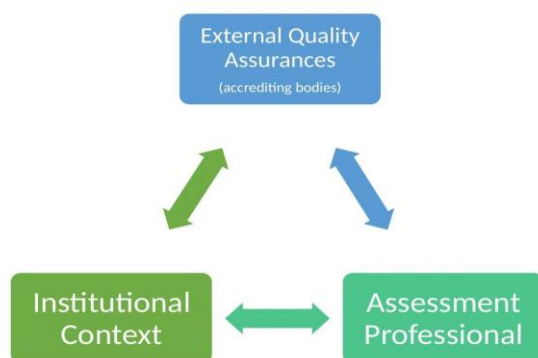 External Quality
Assurances
(accrediting bodies)
Institutional
Context
Assessment
Professional